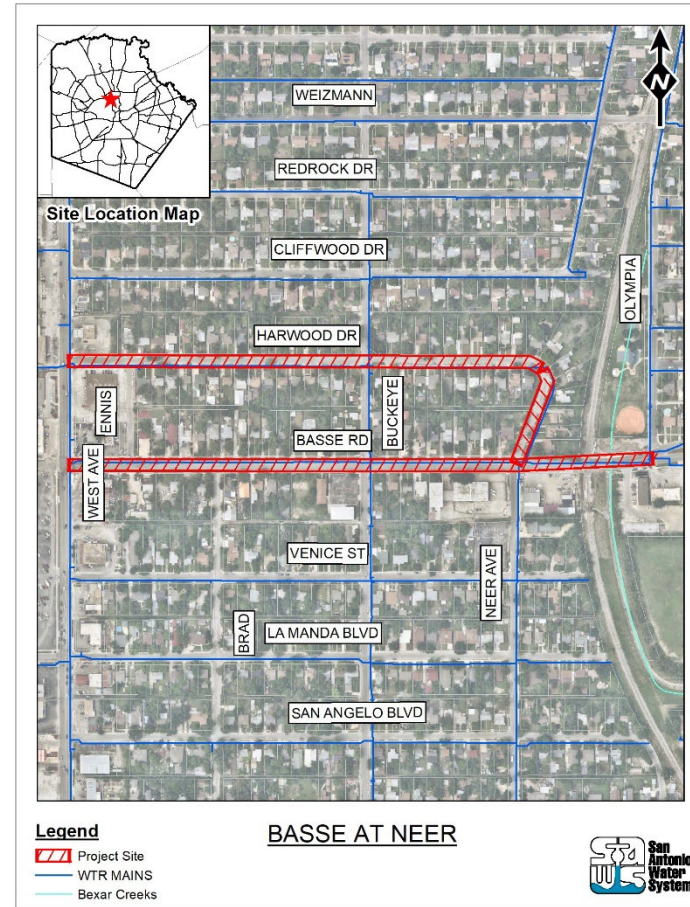 N
Site Location Map
WEIZMANN
REDROCK DR
CLIFFWOOD DR
OLYMPIA
HARWOOD DR
ENNIS
BUCKEYE
BASSE RD
WEST AVE
VENICE ST
NEER AVE
BRAD
LA MANDA BLVD
SAN ANGELO BLVD
Legend
Project Site
WTR MAINS
Bexar Creeks
BASSE AT NEER
SAWS
San
Antonio
Water
System